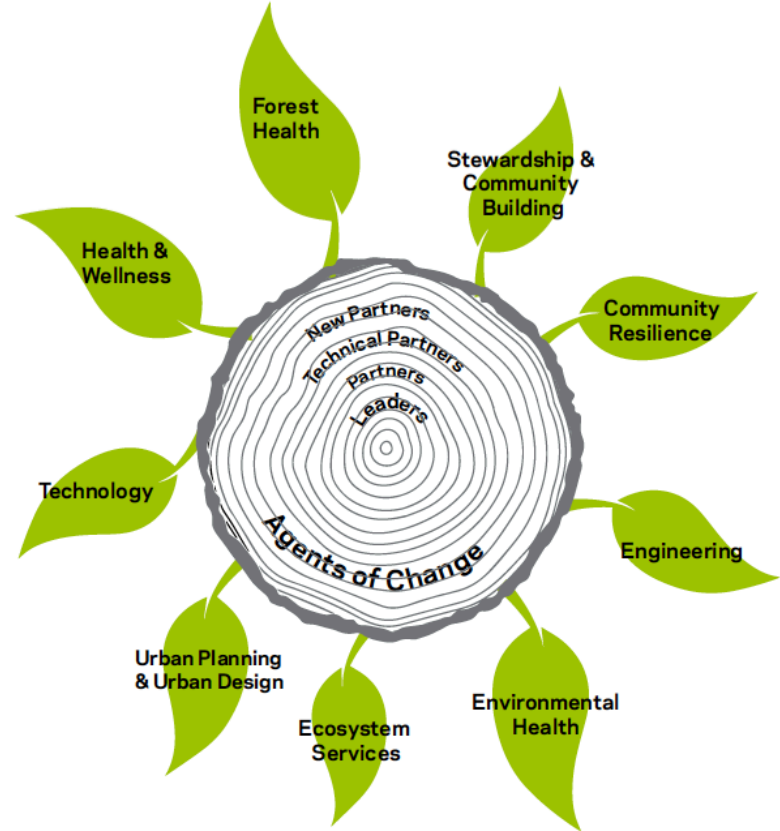 Forest
Health
Stewardship &
Community
Building
Health &
Wellness
Community
Resilience
New Partners
Technical Partners
Partners
Leaders
Technology
Agents of Change
Engineering
Urban Planning
& Urban Design
Ecosystem
Services
Environmental
Health